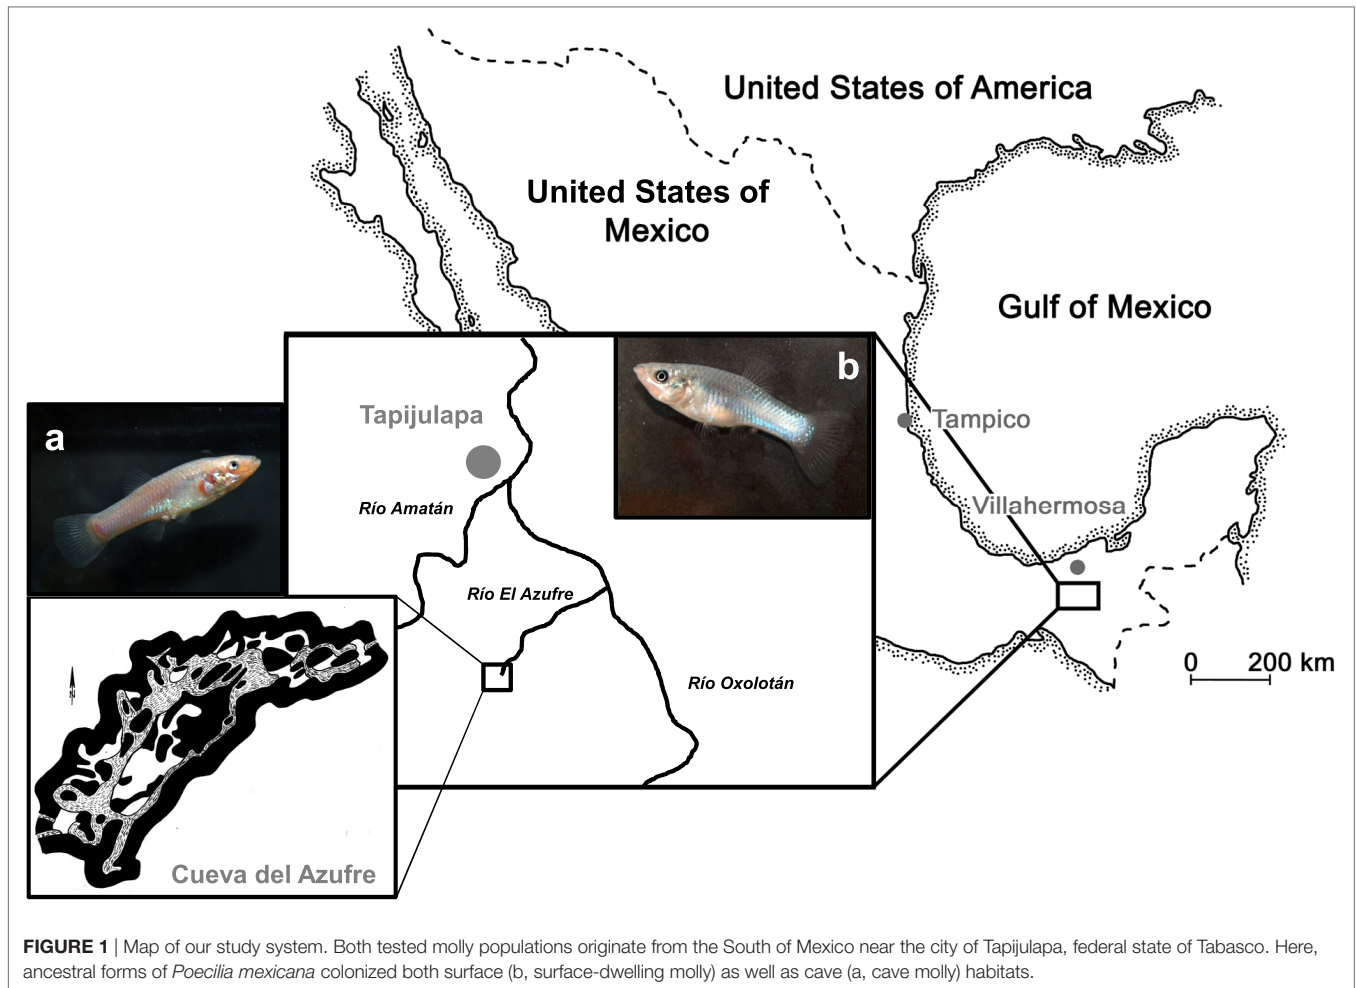 United States of America
United States of
Mexico
Gulf of Mexico
b
Tapijulapa
Tampico
a
Villahermosa
Río Amatán
Río El Azufre
0 200 km
Río Oxolotán
N
Cueva del Azufre
FIGURE 1 | Map of our study system. Both tested molly populations originate from the South of Mexico near the city of Tapijulapa, federal state of Tabasco. Here,
ancestral forms of Poecilia mexicana colonized both surface (b, surface-dwelling molly) as well as cave (a, cave molly) habitats.